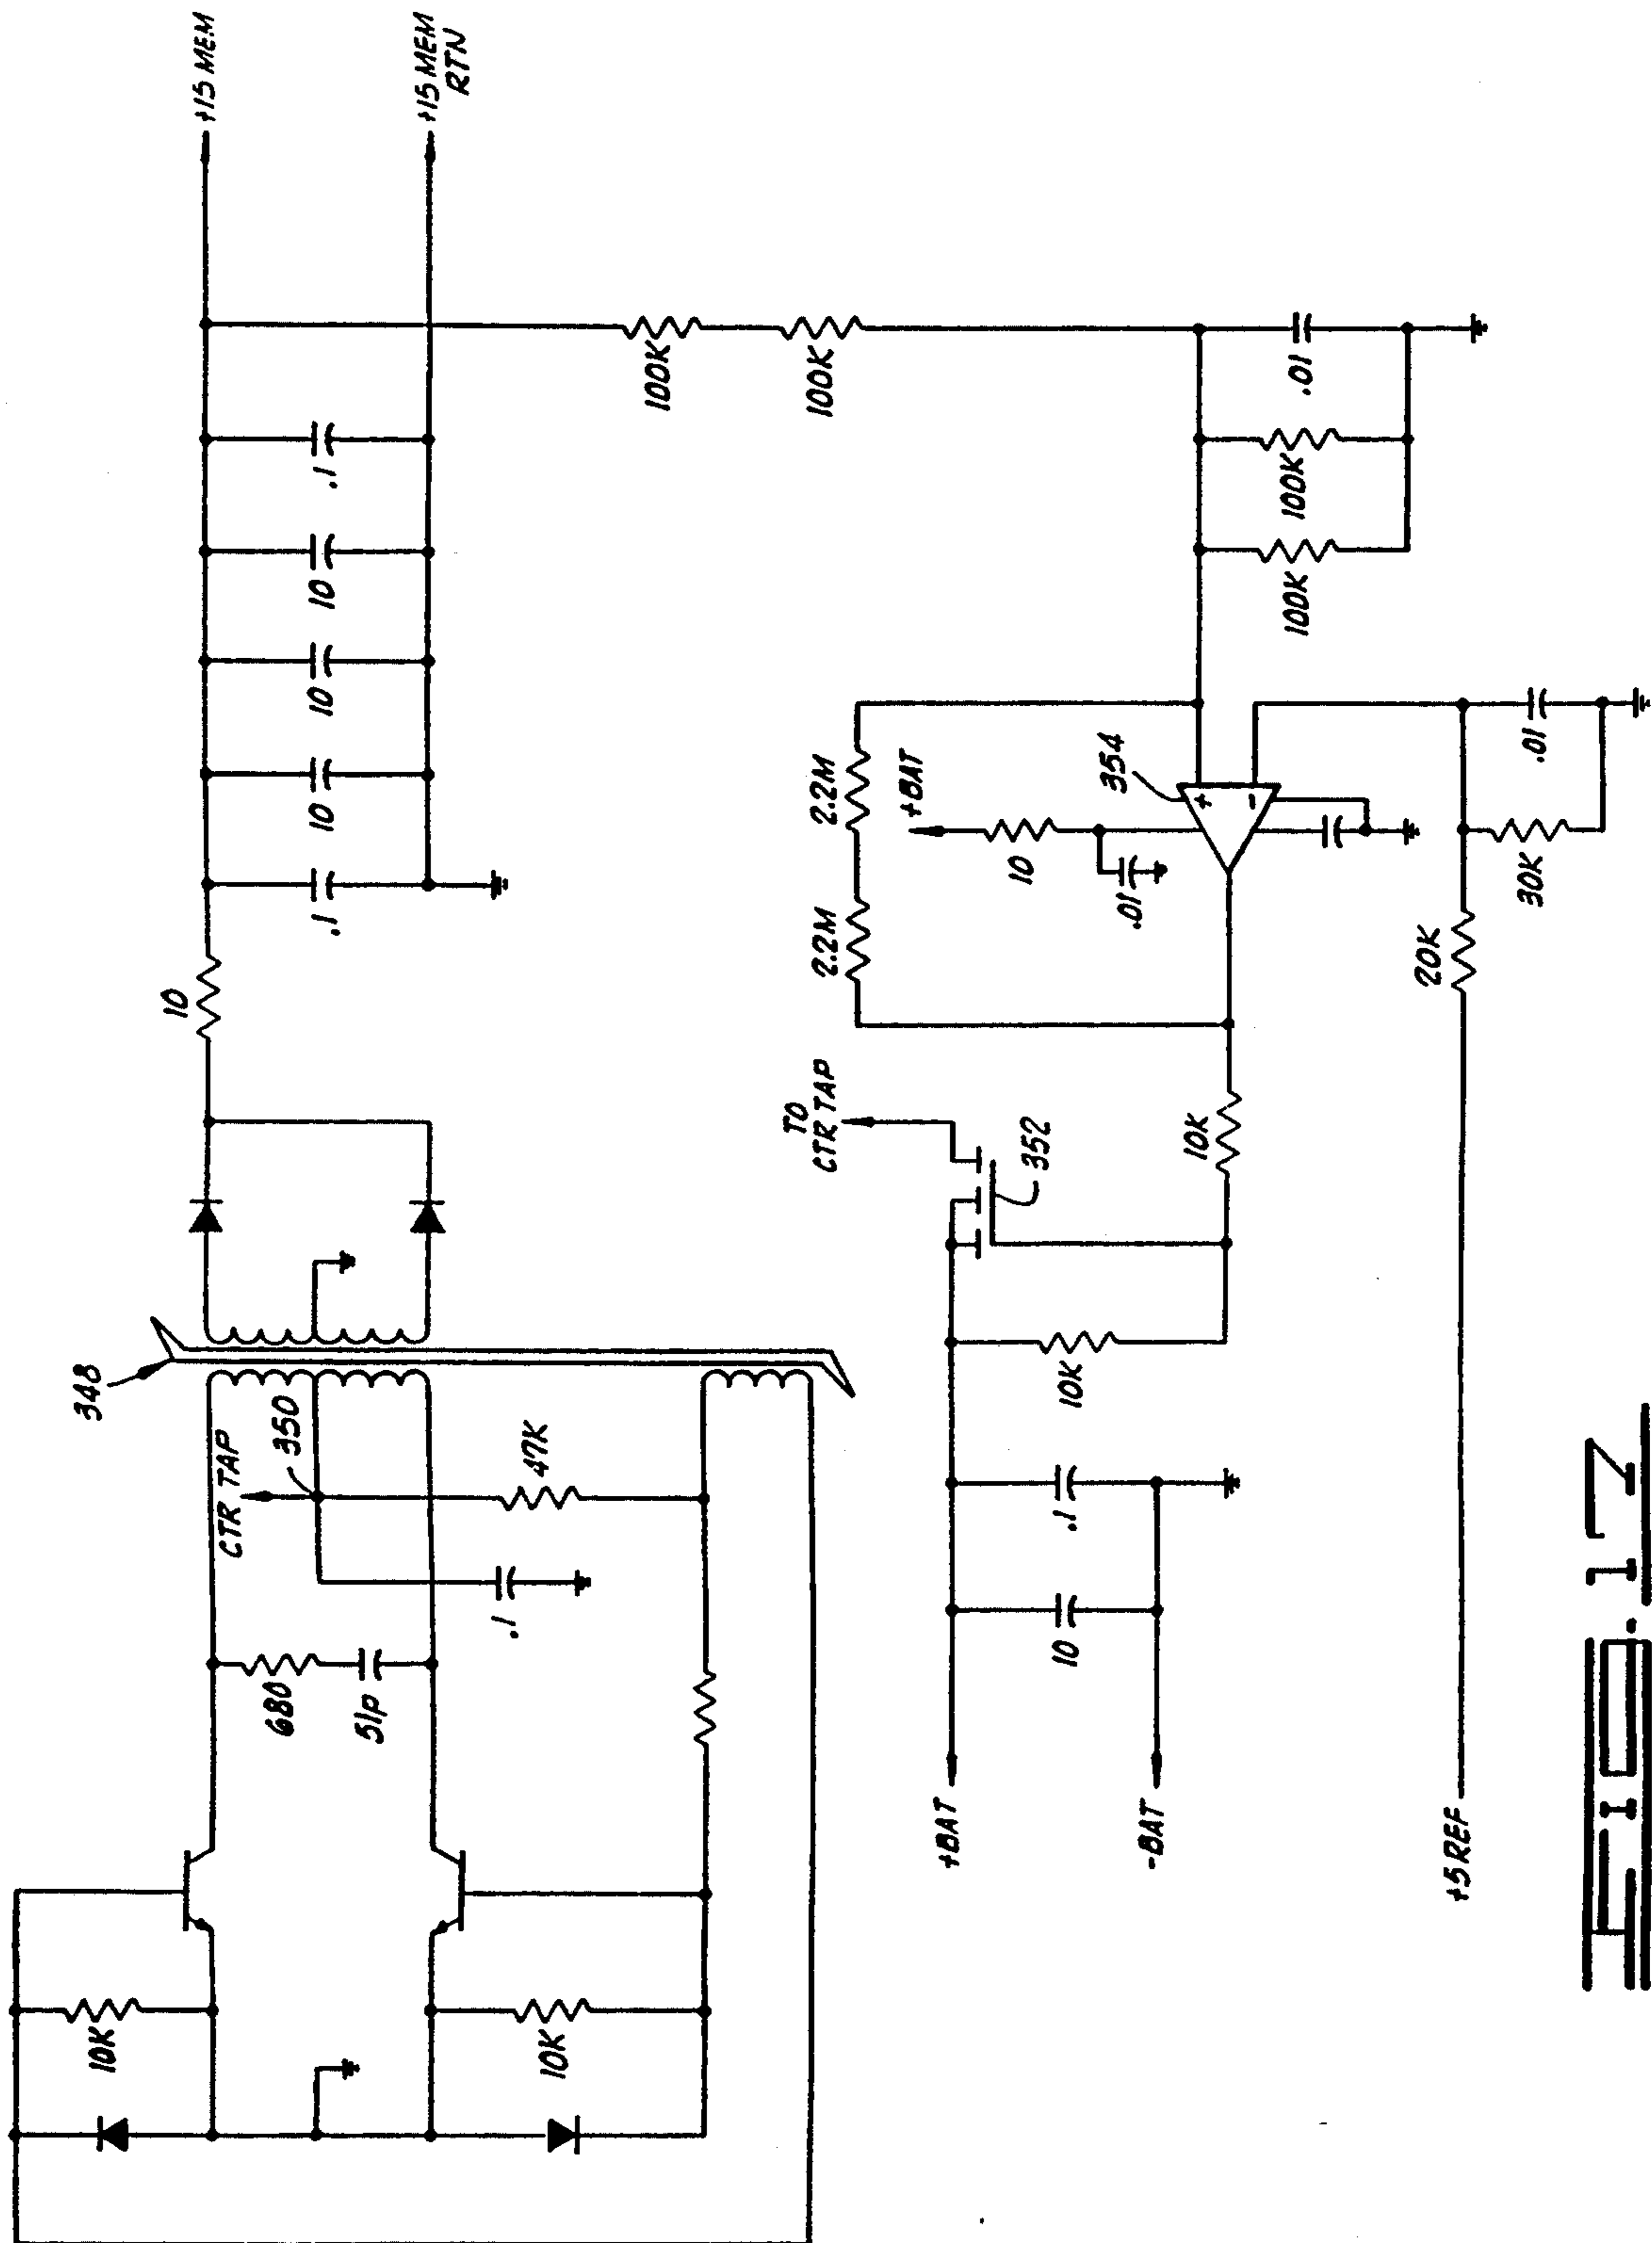 348
CTR TAP
350
10
+15 MEM
+15 MEM
RTN
.1
10
10
10
.1
10K
10K
680
51p
.1
47K
100K
100K
+BAT
-BAT
10
.1
10K
TO
CTR TAP
352
10K
2.2M
2.2M
+BAT
10
.01
354
+
-
100K
100K
.01
+5 REF
20K
30K
.01
FIG. 17